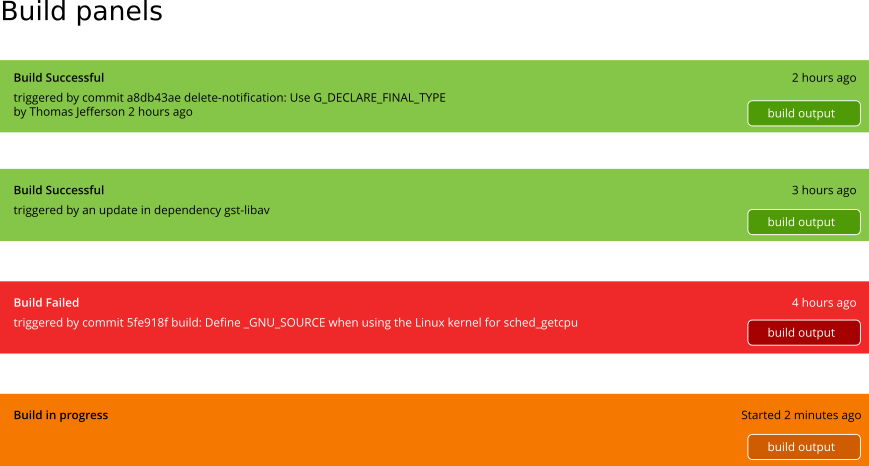 Build panels
Build Successful
2 hours ago
triggered by commit a8db43ae delete-notification: Use G_DECLARE_FINAL_TYPE
by Thomas Jefferson 2 hours ago
build output
Build Successful
3 hours ago
triggered by an update in dependency gst-libav
build output
Build Failed
4 hours ago
triggered by commit 5fe918f build: Define _GNU_SOURCE when using the Linux kernel for sched_getcpu
build output
Build in progress
Started 2 minutes ago
build output